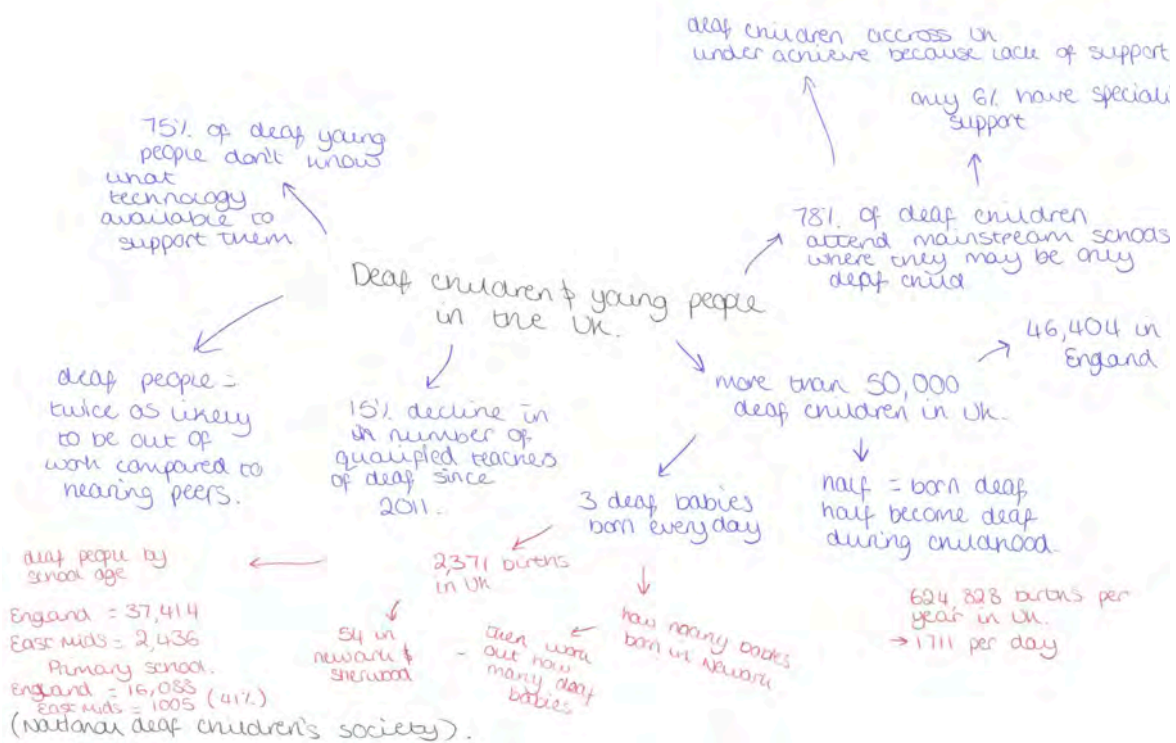 deaf children accross UK
under achieve because lack of support
only 6% have speciali
support
75% of deaf young
people don't know
what
technology
available to
support them
78% of deaf children
attend mainstream schools
where they may be only
deaf child
Deaf children & young people
in the UK.
46,404 in
England
deaf people =
twice as likely
to be out of
work compared to
hearing peers.
15% decline in
in number of
qualified teaches
of deaf since
2011.
more than 50,000
deaf children in UK.
3 deaf babies
born everyday
half = born deaf
half become deaf
during childhood.
deaf people by
school age
England = 37,414
East Mids = 2,436
Primary school.
England = 16,088
East Mids = 1005 (41%)
2,371 births
in UK
54 in
newark &
sherwood
then work
out how
many deaf
babies
how many babies
born in Newark
624,828 births per
year in UK.
→ 1711 per day
(National deaf children's society).